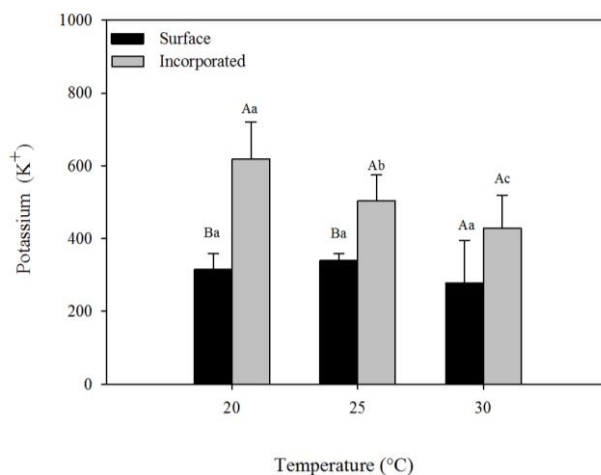 1000
Surface
Incorporated
800
Aa
600
Ab
Ac
400
Ba
Ba
Aa
200
0
20 25 30
Potassium (K+)
Temperature (°C)